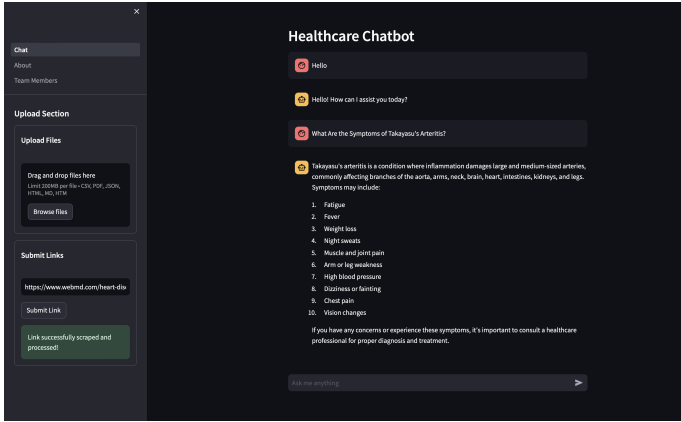 ×
Chat
About
Team Members
Upload Section
Upload Files
Drag and drop files here
Limit 200MB per file • CSV, PDF, JSON,
HTML, MD, HTM
Browse files
Submit Links
https://www.webmd.com/heart-dise
Submit Link
Link successfully scraped and
processed!
Healthcare Chatbot
Hello
Hello! How can I assist you today?
What Are the Symptoms of Takayasu's Arteritis?
Takayasu's arteritis is a condition where inflammation damages large and medium-sized arteries,
commonly affecting branches of the aorta, arms, neck, brain, heart, intestines, kidneys, and legs.
Symptoms may include:
1. Fatigue
2. Fever
3. Weight loss
4. Night sweats
5. Muscle and joint pain
6. Arm or leg weakness
7. High blood pressure
8. Dizziness or fainting
9. Chest pain
10. Vision changes
If you have any concerns or experience these symptoms, it's important to consult a healthcare
professional for proper diagnosis and treatment.
Ask me anything